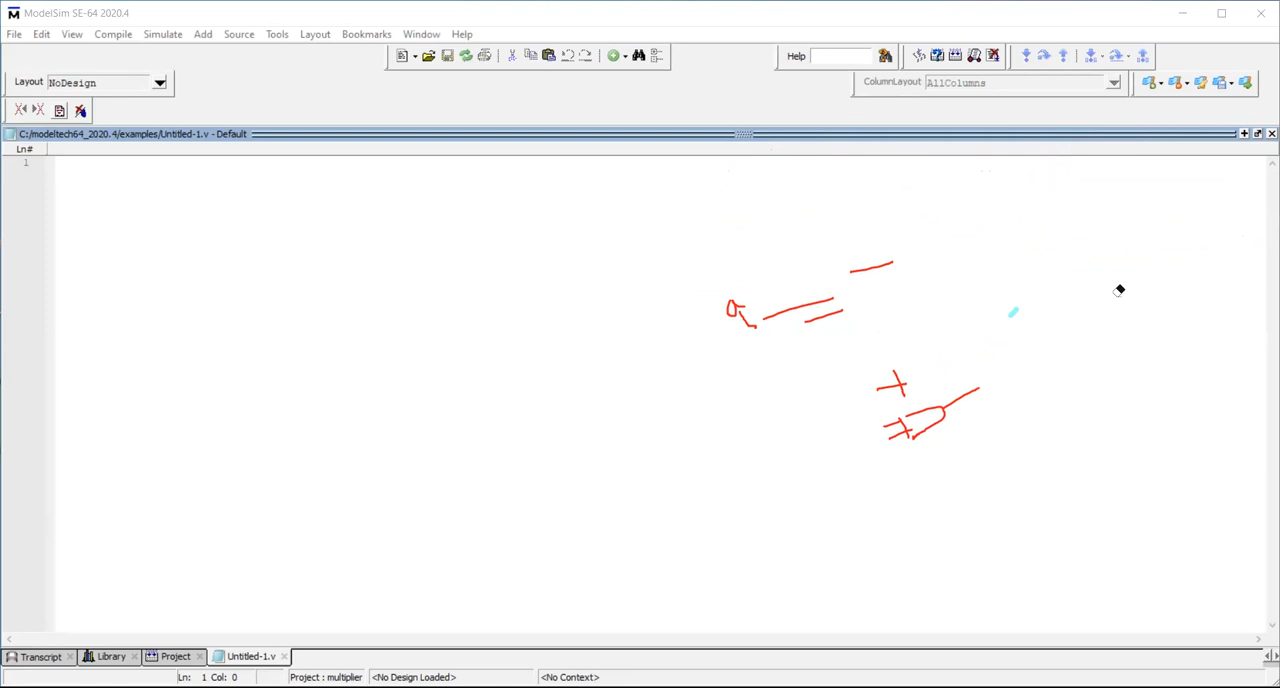 ModelSim SE-64 2020.4
File Edit View Compile Simulate Add Source Tools Layout Bookmarks Window Help
Help
Layout NoDesign ColumnLayout AllColumns
C:/modeltech64_2020.4/examples/Untitled-1.v - Default
Ln#
1
Transcript Library Project Untitled-1.v
Ln: 1 Col: 0 Project : multiplier <No Design Loaded> <No Context>